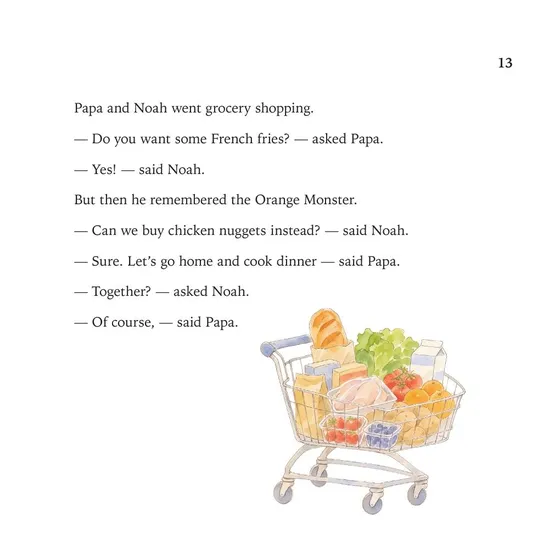 13
Papa and Noah went grocery shopping.
— Do you want some French fries? — asked Papa.
— Yes! — said Noah.
But then he remembered the Orange Monster.
— Can we buy chicken nuggets instead? — said Noah.
— Sure. Let’s go home and cook dinner — said Papa.
— Together? — asked Noah.
— Of course, — said Papa.